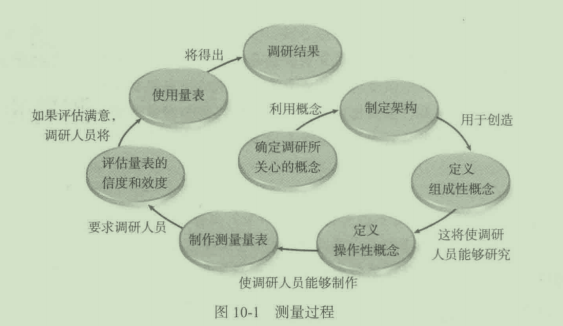 将得出
调研结果
使用量表
利用概念
制定架构
如果评估满意，
调研人员将
用于创造
确定调研所
关心的概念
评估量表的
信度和效度
定义
组成性概念
要求调研人员
制作测量量表
定义
操作性概念
这将使调研
人员能够研究
使调研人员能够制作
图 10-1 测量过程